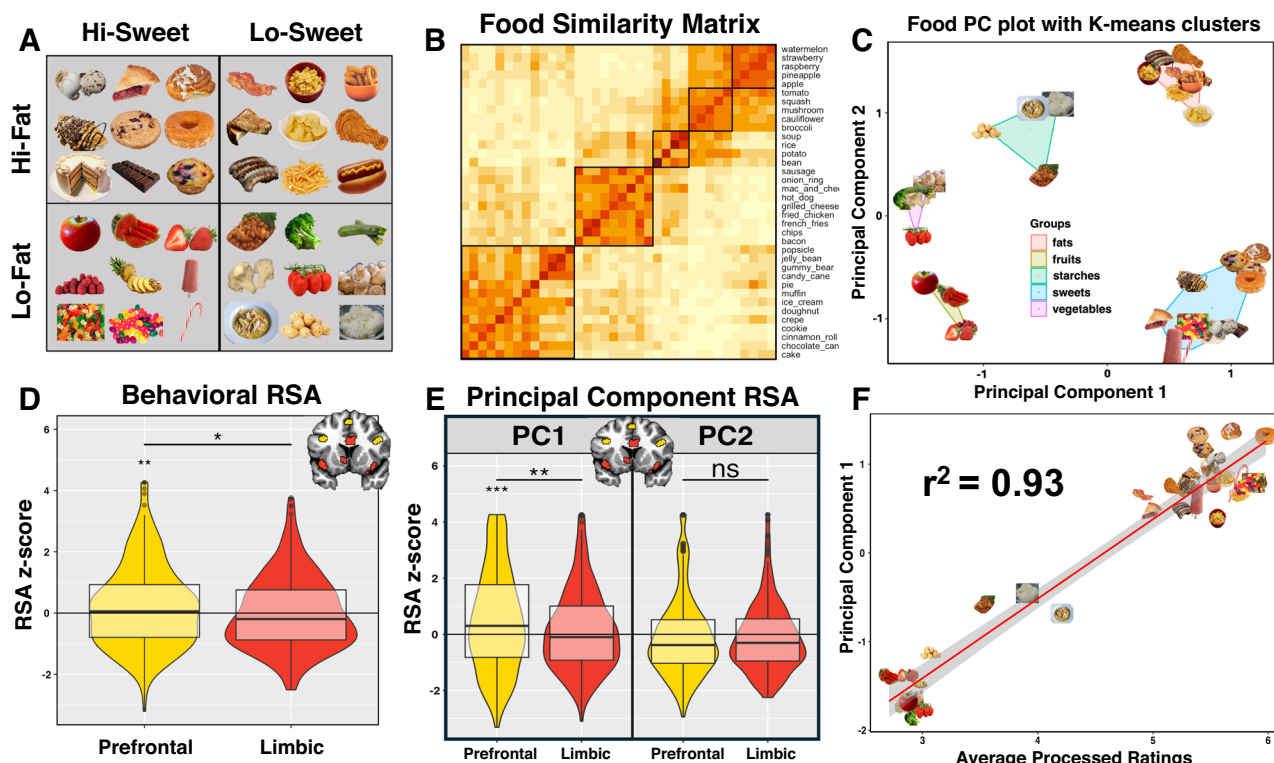 A
Hi-Sweet
Lo-Sweet
Hi-Fat
Lo-Fat
B
Food Similarity Matrix
watermelon
strawberry
raspberry
pineapple
apple
tomato
squash
mushroom
cauliflower
broccoli
soup
rice
potato
bean
sausage
onion_ring
mac_and_chee
hot_dog
grilled_cheese
fried_chicken
french_fries
chips
bacon
popsicle
jelly_bean
gummy_bear
candy_cane
pie
muffin
ice_cream
doughnut
crepe
cookie
cinnamon_roll
chocolate_can
cake
C
Food PC plot with K-means clusters
Principal Component 2
1
0
-1
Groups
fats
fruits
starches
sweets
vegetables
-1
0
1
Principal Component 1
D
Behavioral RSA
RSA z-score
6
4
2
0
-2
*
**
Prefrontal
Limbic
E
Principal Component RSA
PC1
PC2
RSA z-score
6
4
2
0
-2
**
***
ns
Prefrontal
Limbic
Prefrontal
Limbic
F
Principal Component 1
1
0
-1
-2
r² = 0.93
3
4
5
6
Average Processed Ratings